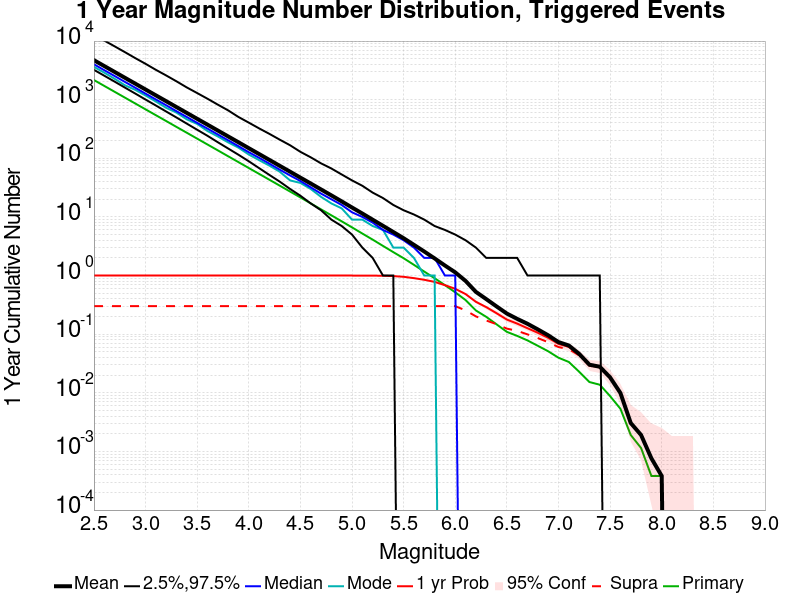 1 Year Magnitude Number Distribution, Triggered Events
1 Year Cumulative Number
10^4
10^3
10^2
10^1
10^0
10^-1
10^-2
10^-3
10^-4
2.5 3.0 3.5 4.0 4.5 5.0 5.5 6.0 6.5 7.0 7.5 8.0 8.5 9.0
Magnitude
Mean 2.5%,97.5% Median Mode 1 yr Prob 95% Conf Supra Primary